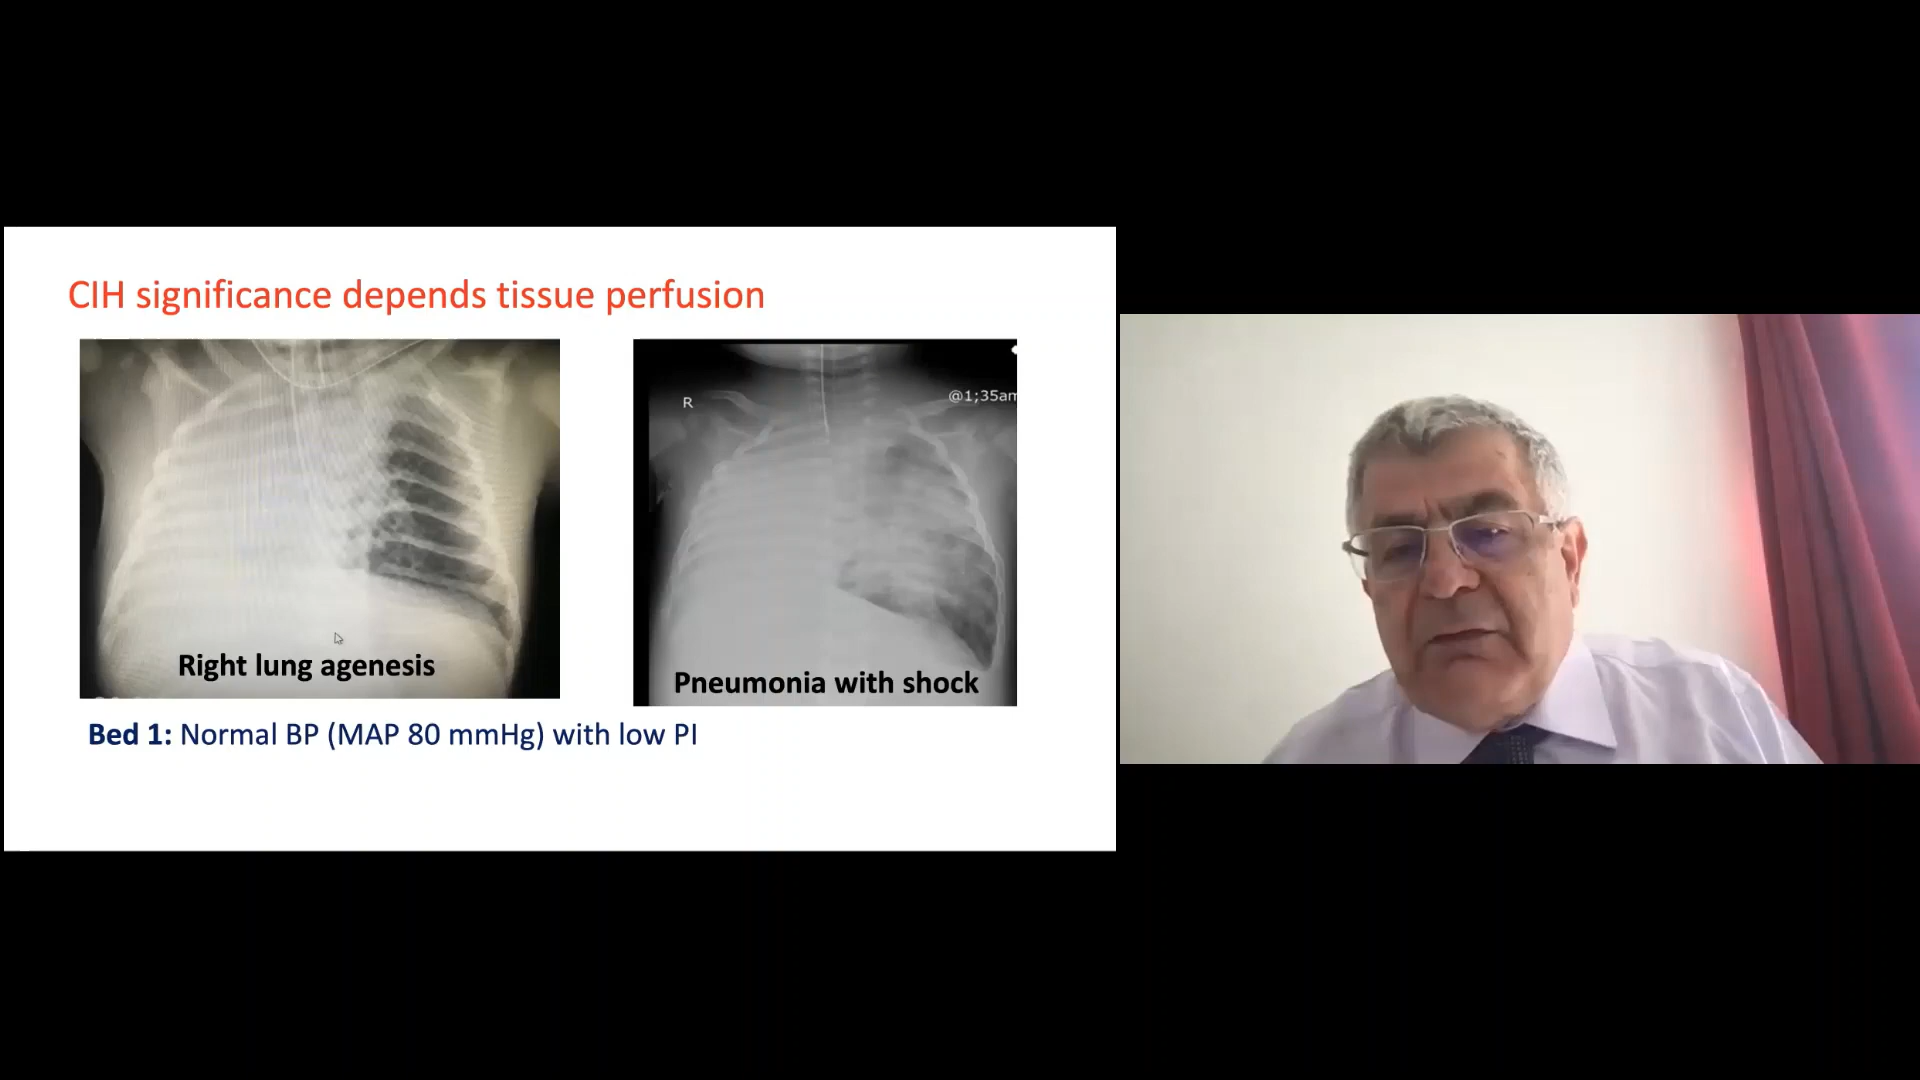 CIH significance depends tissue perfusion
R
@1;35am
Right lung agenesis
Pneumonia with shock
Bed 1: Normal BP (MAP 80 mmHg) with low PI